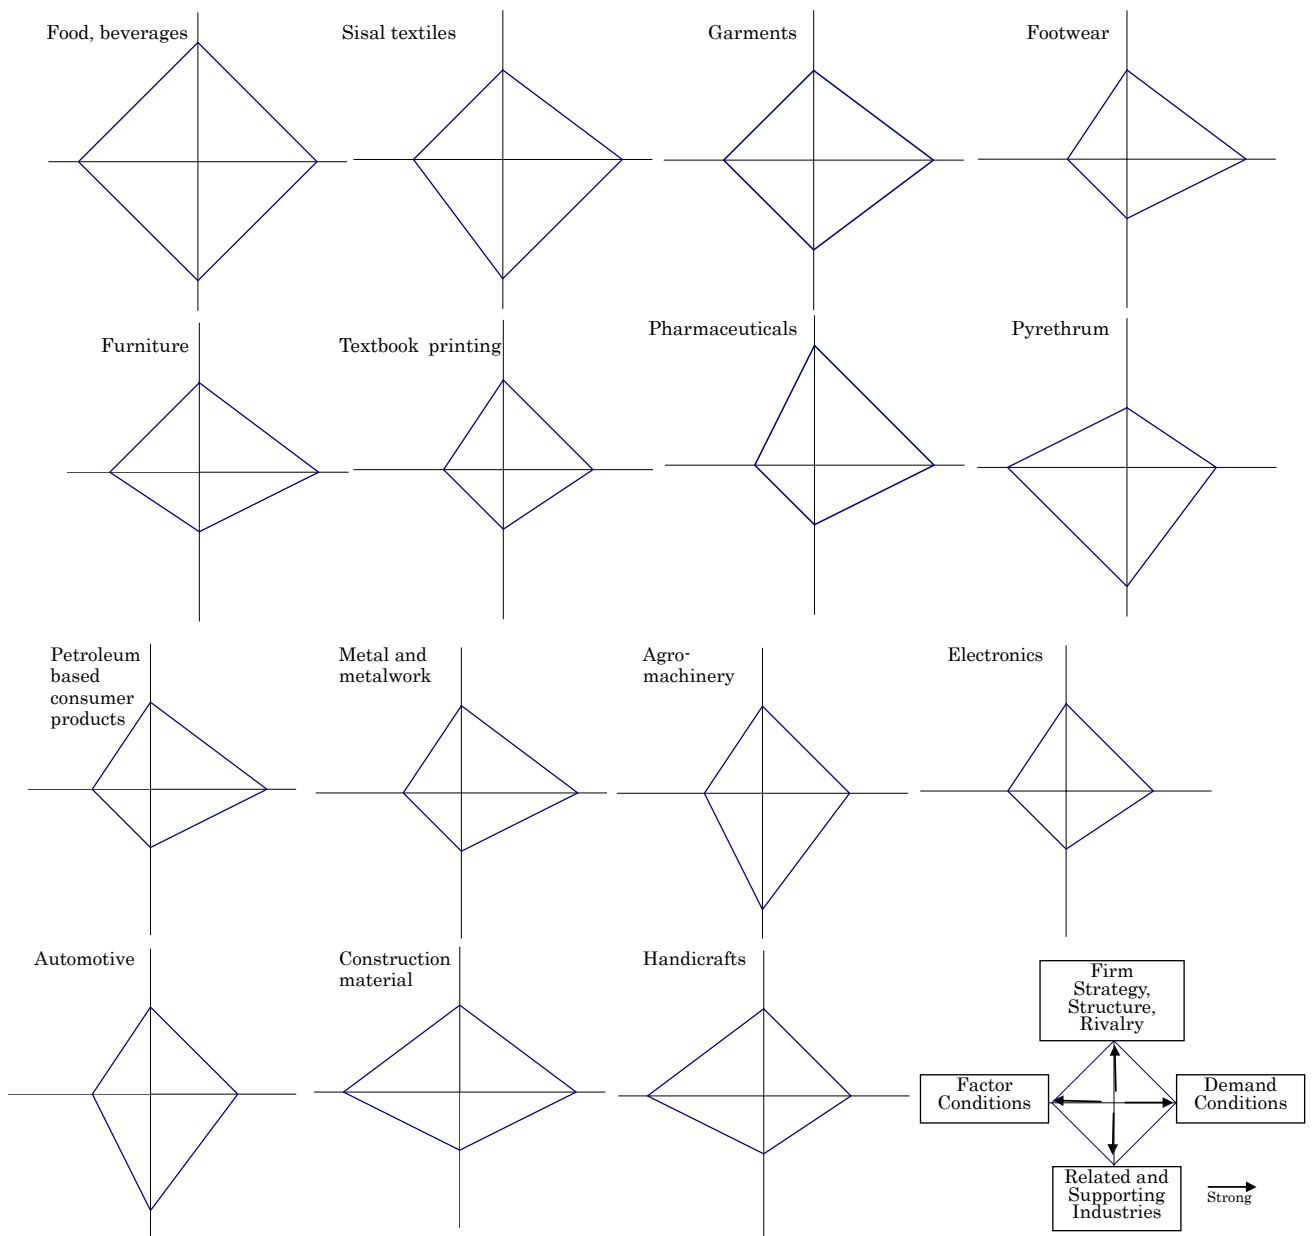 Food, beverages
Sisal textiles
Garments
Footwear
Furniture
Textbook printing
Pharmaceuticals
Pyrethrum
Petroleum
based
consumer
products
Metal and
metalwork
Agro-
machinery
Electronics
Automotive
Construction
material
Handicrafts
Firm
Strategy,
Structure,
Rivalry
Factor
Conditions
Demand
Conditions
Related and
Supporting
Industries
Strong